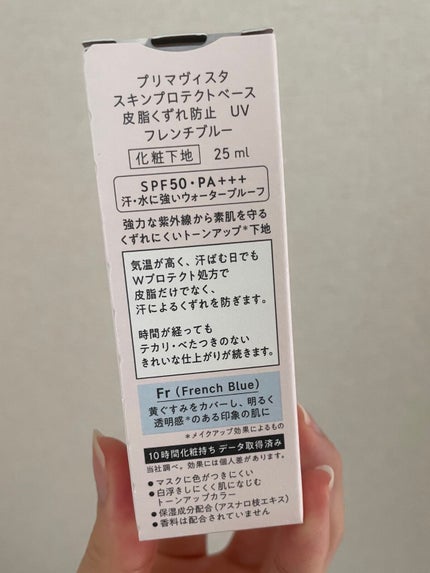 プリマヴィスタ
スキンプロテクトベース
皮脂くずれ防止 UV
フレンチブルー
化粧下地 25 ml
SPF50・PA+++
汗・水に強いウォータープルーフ
強力な紫外線から素肌を守る
くずれにくいトーンアップ*下地
気温が高く、汗ばむ日でも
Wプロテクト処方で
皮脂だけでなく、
汗によるくずれを防ぎます。
時間が経っても
テカリ・べたつきのない
きれいな仕上がりが続きます。
Fr (French Blue)
黄ぐすみをカバーし、明るく
透明感*のある印象の肌に
*メイクアップ効果によるもの
10時間化粧持ちデータ取得済み
当社調べ。効果には個人差があります。
●マスクに色がつきにくい
●白浮きしにくく肌になじむ
トーンアップカラー
●保湿成分配合(アスナロ枝エキス)
●香料は配合されていません